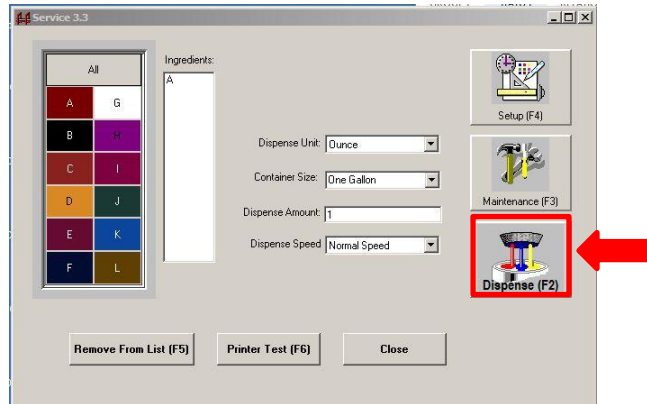 Service 3.3
All
A
G
B
H
C
I
D
J
E
K
F
L
Ingredients:
A
Dispense Unit: Ounce
Container Size: One Gallon
Dispense Amount: 1
Dispense Speed Normal Speed
Setup (F4)
Maintenance (F3)
Dispense (F2)
Remove From List (F5)
Printer Test (F6)
Close